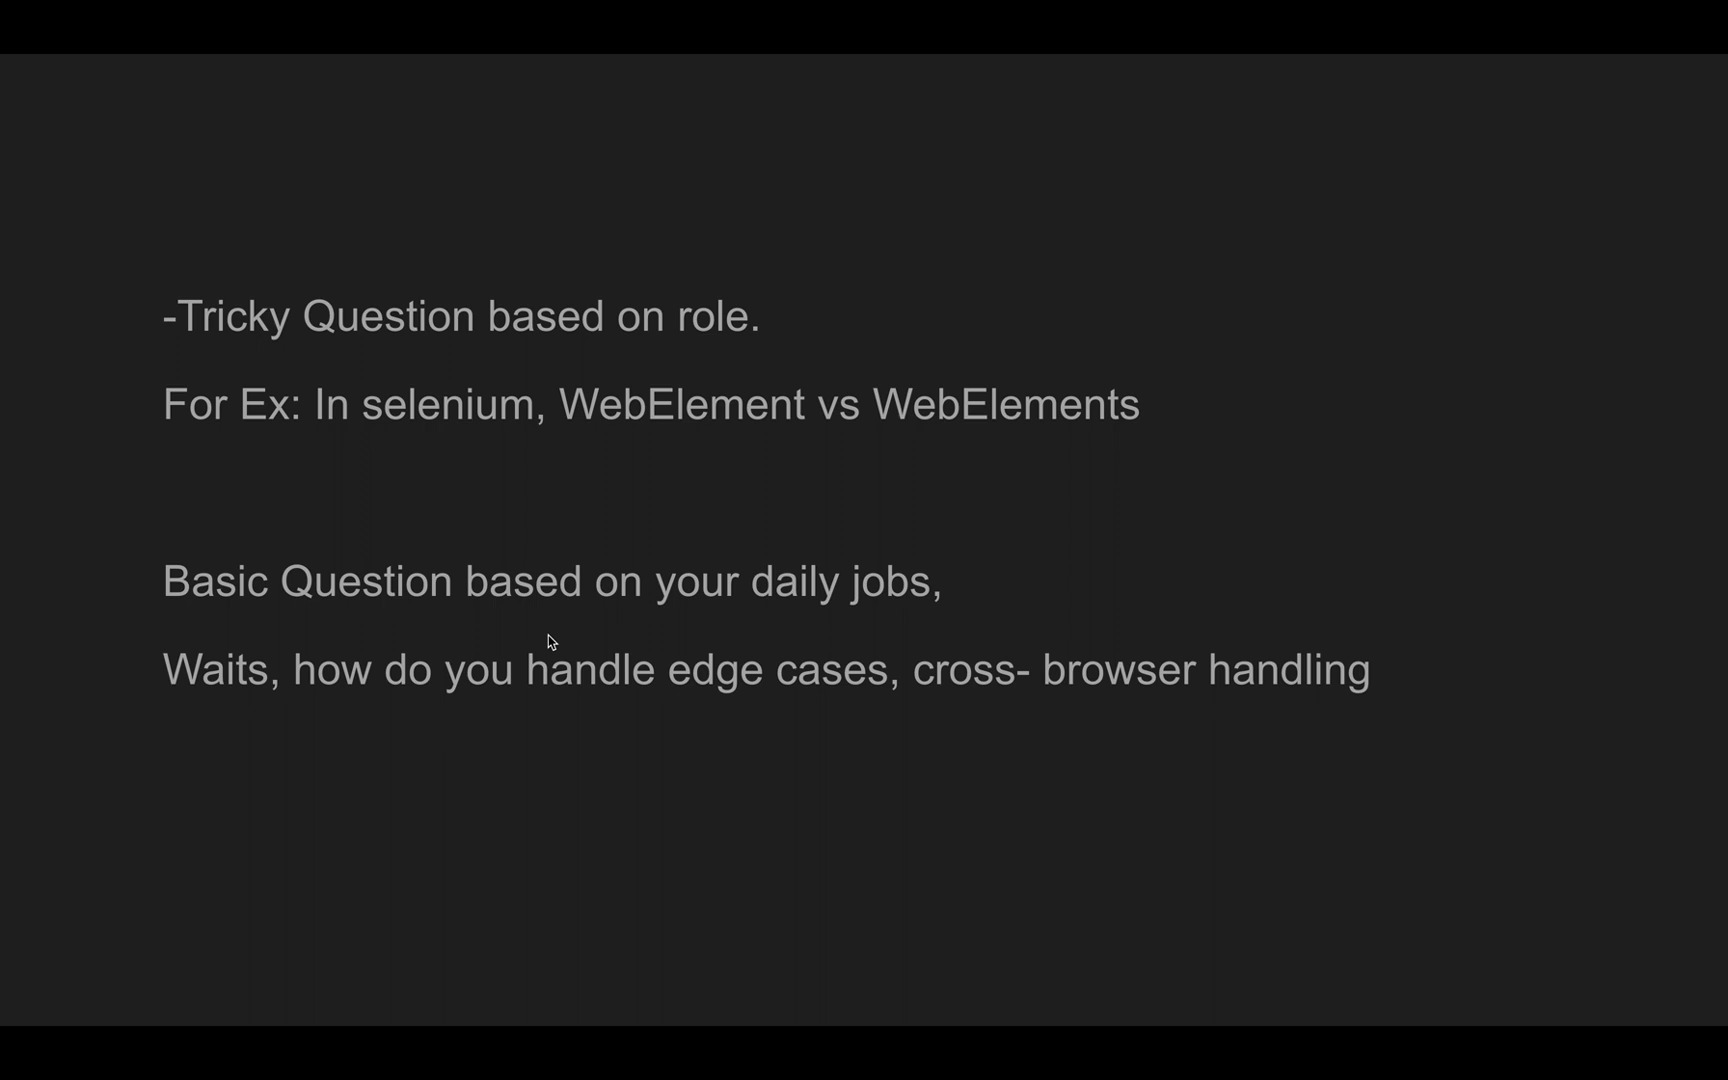 -Tricky Question based on role.
For Ex: In selenium, WebElement vs WebElements
Basic Question based on your daily jobs,
Waits, how do you handle edge cases, cross- browser handling